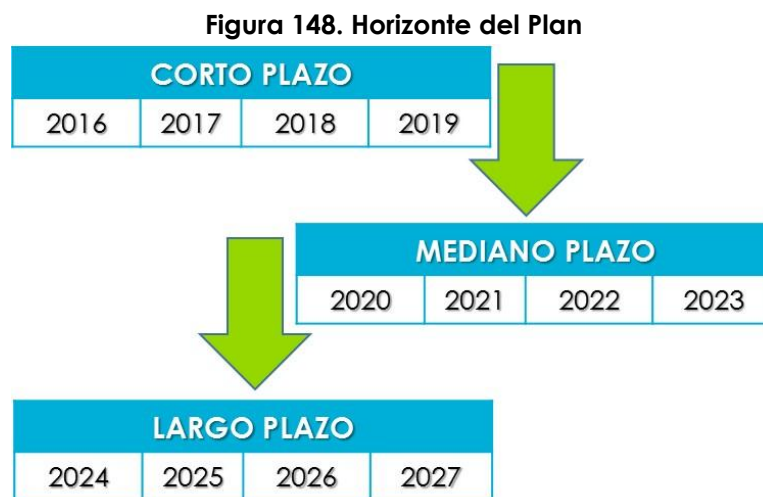 Figura 148. Horizonte del Plan
CORTO PLAZO
2016 2017 2018 2019
MEDIANO PLAZO
2020 2021 2022 2023
LARGO PLAZO
2024 2025 2026 2027